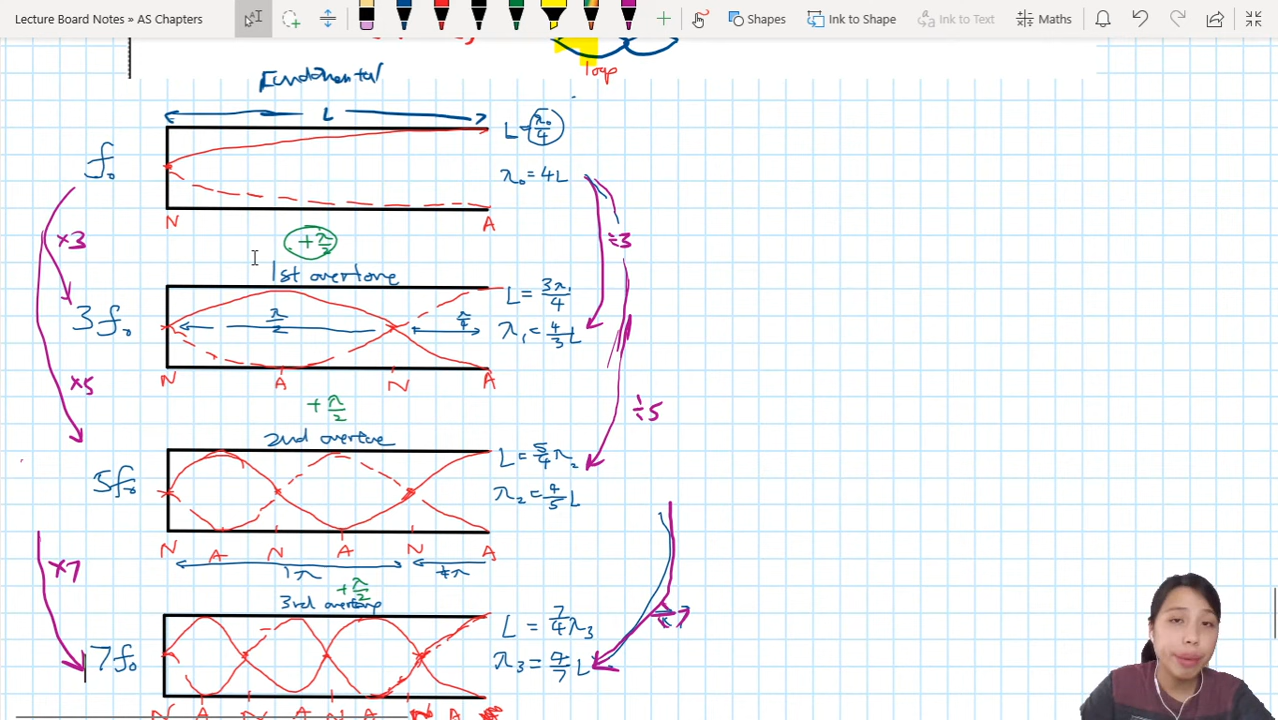 Lecture Board Notes » AS Chapters
Shapes
Ink to Shape
Ink to Text
Maths
loop
Fundamental
L
f₀
L = λ₀/4
λ₀ = 4L
N A
×3
÷3
+ λ/2
1st overtone
3f₀
λ/2
λ/4
L = 3λ₁/4
λ₁ = 4/3 L
N A N A
×5
÷5
+ λ/2
2nd overtone
5f₀
L = 5/4 λ₂
λ₂ = 4/5 L
N A N A N A
1λ
¼λ
×7
÷7
+ λ/2
3rd overtone
7f₀
L = 7/4 λ₃
λ₃ = 4/7 L
N A N A N A N A